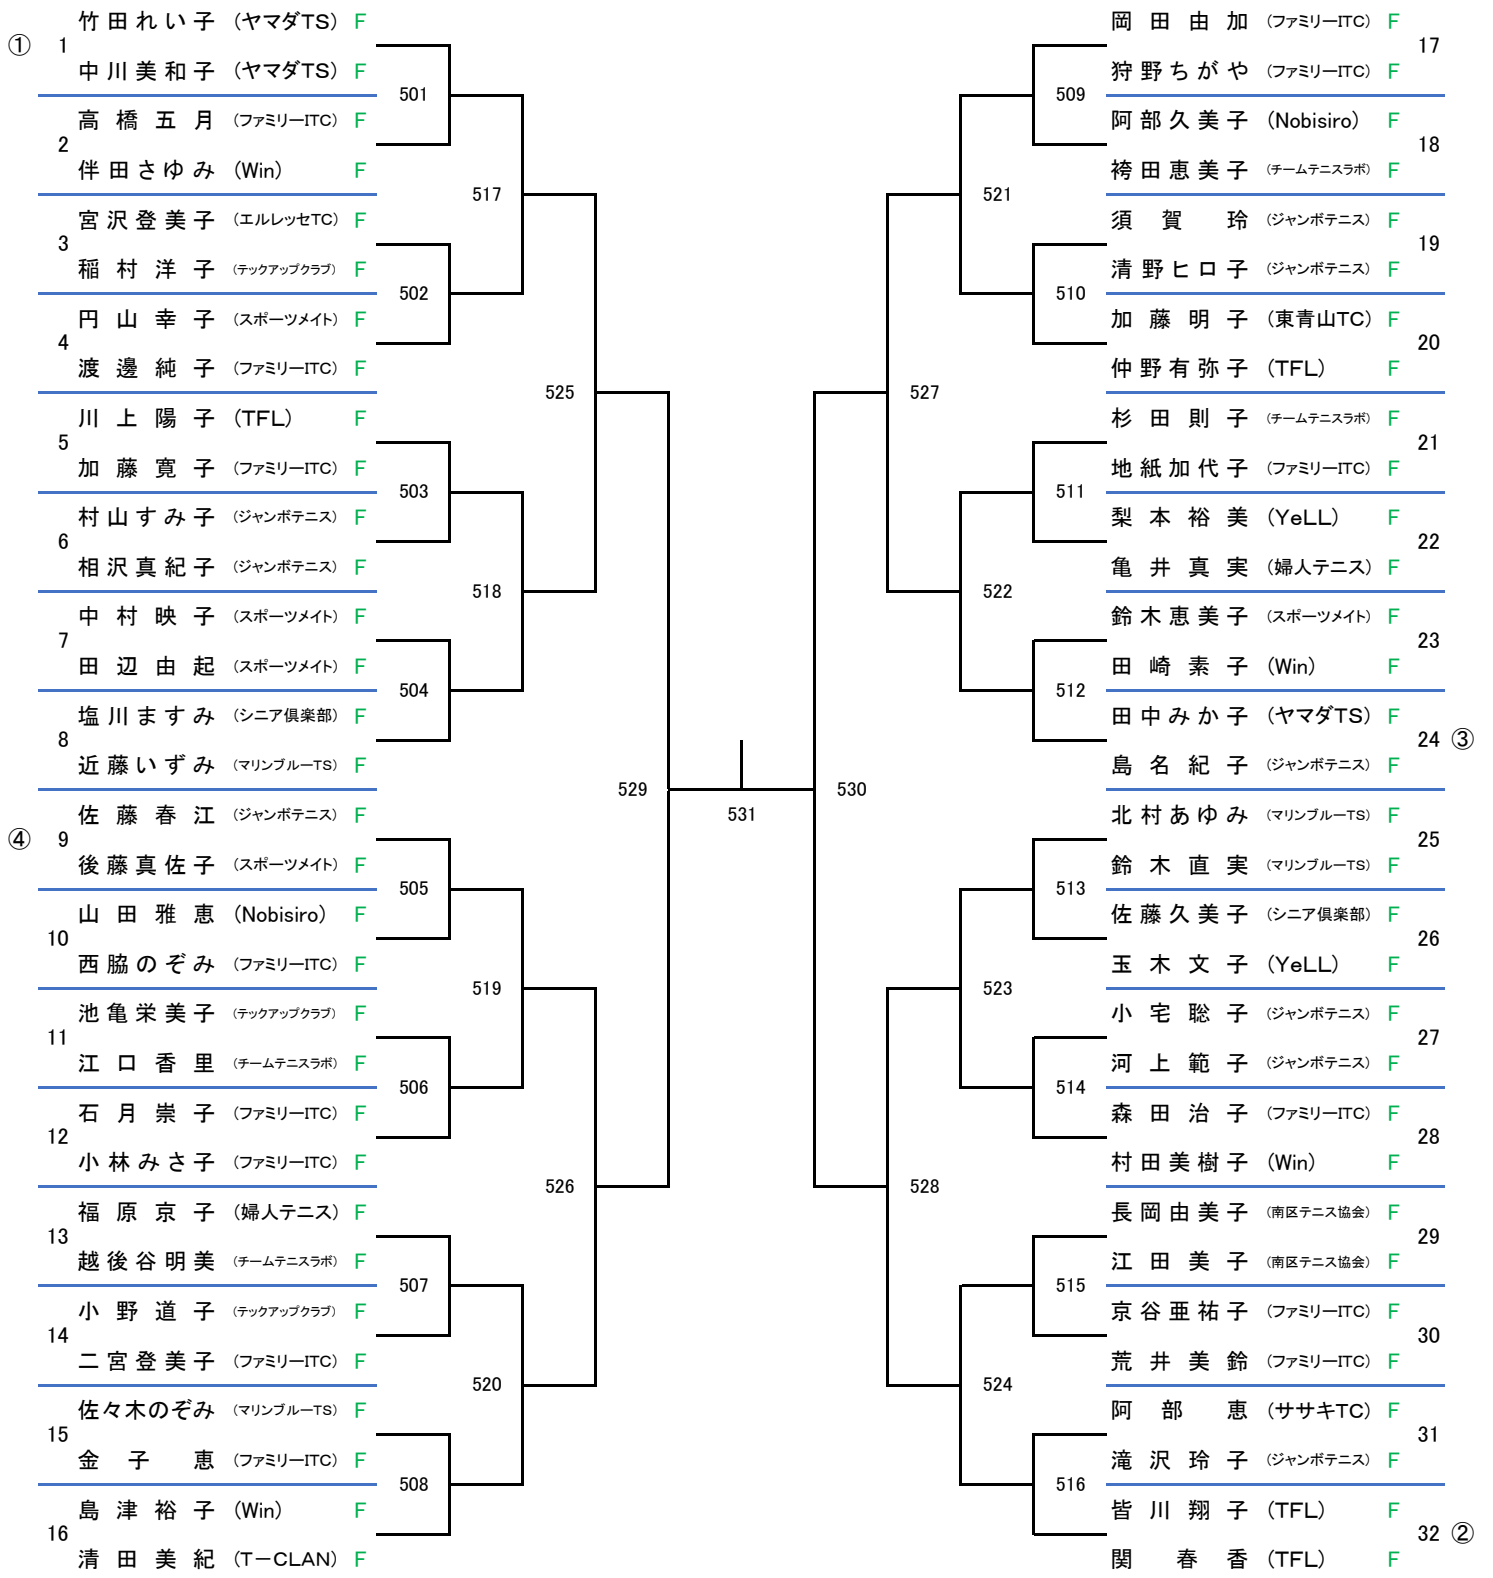 竹田れい子 (ヤマダTS) F
① 1
中川美和子 (ヤマダTS) F
高橋五月 (ファミリーITC) F
2
伴田さゆみ (Win) F
宮沢登美子 (エルレッセTC) F
3
稲村洋子 (テックアップクラブ) F
円山幸子 (スポーツメイト) F
4
渡邊純子 (ファミリーITC) F
川上陽子 (TFL) F
5
加藤寛子 (ファミリーITC) F
村山すみ子 (ジャンボテニス) F
6
相沢真紀子 (ジャンボテニス) F
中村映子 (スポーツメイト) F
7
田辺由起 (スポーツメイト) F
塩川ますみ (シニア倶楽部) F
8
近藤いずみ (マリンブルーTS) F
佐藤春江 (ジャンボテニス) F
④ 9
後藤真佐子 (スポーツメイト) F
山田雅恵 (Nobisiro) F
10
西脇のぞみ (ファミリーITC) F
池亀栄美子 (テックアップクラブ) F
11
江口香里 (チームテニスラボ) F
石月崇子 (ファミリーITC) F
12
小林みさ子 (ファミリーITC) F
福原京子 (婦人テニス) F
13
越後谷明美 (チームテニスラボ) F
小野道子 (テックアップクラブ) F
14
二宮登美子 (ファミリーITC) F
佐々木のぞみ (マリンブルーTS) F
15
金子恵 (ファミリーITC) F
島津裕子 (Win) F
16
清田美紀 (T－CLAN) F
501
502
503
504
505
506
507
508
517
518
519
520
525
526
529
531
530
527
528
521
522
523
524
509
510
511
512
513
514
515
516
岡田由加 (ファミリーITC) F
17
狩野ちがや (ファミリーITC) F
阿部久美子 (Nobisiro) F
18
袴田恵美子 (チームテニスラボ) F
須賀玲 (ジャンボテニス) F
19
清野ヒロ子 (ジャンボテニス) F
加藤明子 (東青山TC) F
20
仲野有弥子 (TFL) F
杉田則子 (チームテニスラボ) F
21
地紙加代子 (ファミリーITC) F
梨本裕美 (YeLL) F
22
亀井真実 (婦人テニス) F
鈴木恵美子 (スポーツメイト) F
23
田崎素子 (Win) F
田中みか子 (ヤマダTS) F
24 ③
島名紀子 (ジャンボテニス) F
北村あゆみ (マリンブルーTS) F
25
鈴木直実 (マリンブルーTS) F
佐藤久美子 (シニア倶楽部) F
26
玉木文子 (YeLL) F
小宅聡子 (ジャンボテニス) F
27
河上範子 (ジャンボテニス) F
森田治子 (ファミリーITC) F
28
村田美樹子 (Win) F
長岡由美子 (南区テニス協会) F
29
江田美子 (南区テニス協会) F
京谷亜祐子 (ファミリーITC) F
30
荒井美鈴 (ファミリーITC) F
阿部恵 (ササキTC) F
31
滝沢玲子 (ジャンボテニス) F
皆川翔子 (TFL) F
32 ②
関春香 (TFL) F